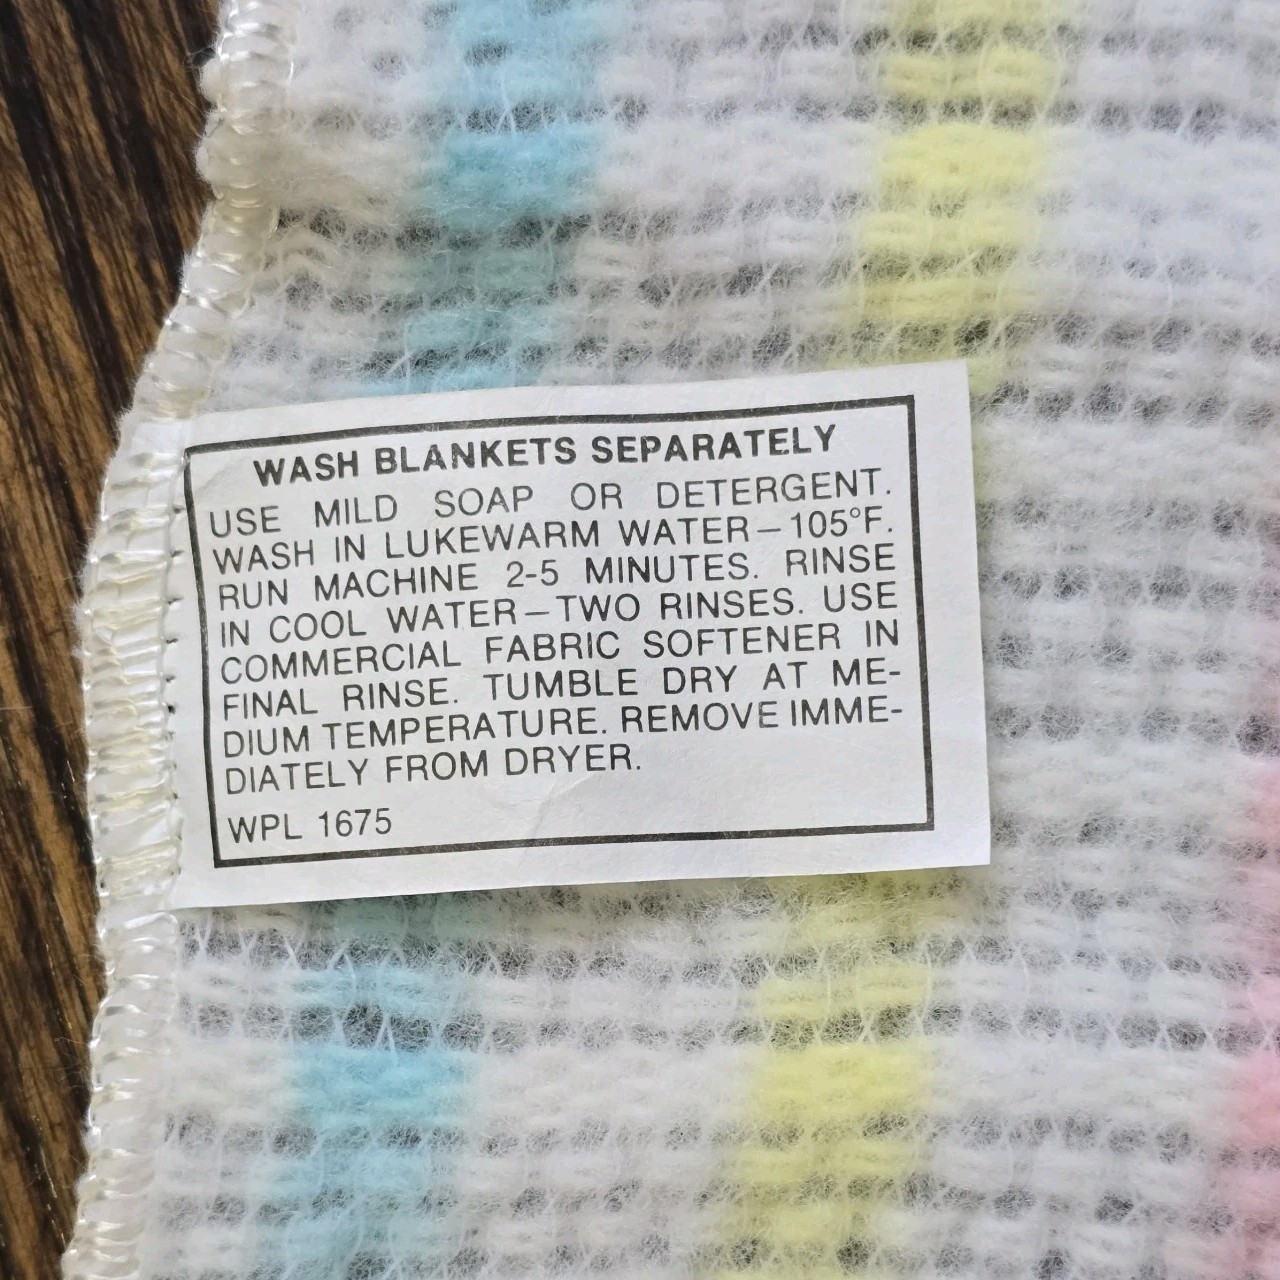 WASH BLANKETS SEPARATELY
USE MILD SOAP OR DETERGENT.
WASH IN LUKEWARM WATER—105°F.
RUN MACHINE 2-5 MINUTES. RINSE
IN COOL WATER—TWO RINSES. USE
COMMERCIAL FABRIC SOFTENER IN
FINAL RINSE. TUMBLE DRY AT ME-
DIUM TEMPERATURE. REMOVE IMME-
DIATELY FROM DRYER.
WPL 1675